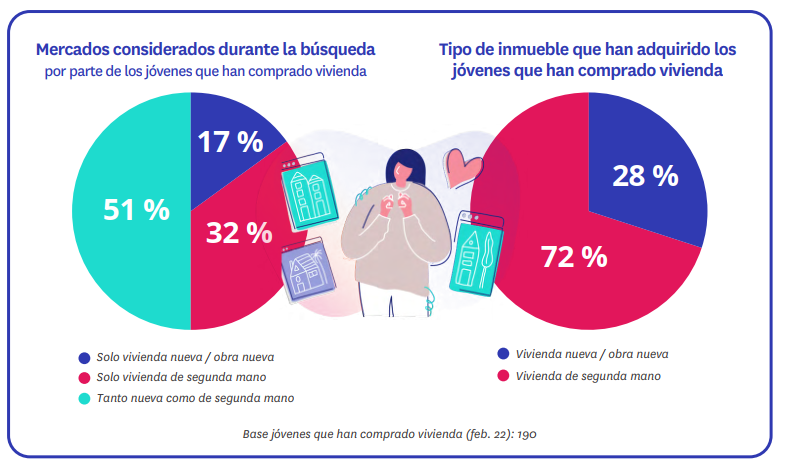 Mercados considerados durante la búsqueda
por parte de los jóvenes que han comprado vivienda
17 %
51 %
32 %
Solo vivienda nueva / obra nueva
Solo vivienda de segunda mano
Tanto nueva como de segunda mano
Tipo de inmueble que han adquirido los
jóvenes que han comprado vivienda
28 %
72 %
Vivienda nueva / obra nueva
Vivienda de segunda mano
Base jóvenes que han comprado vivienda (feb. 22): 190